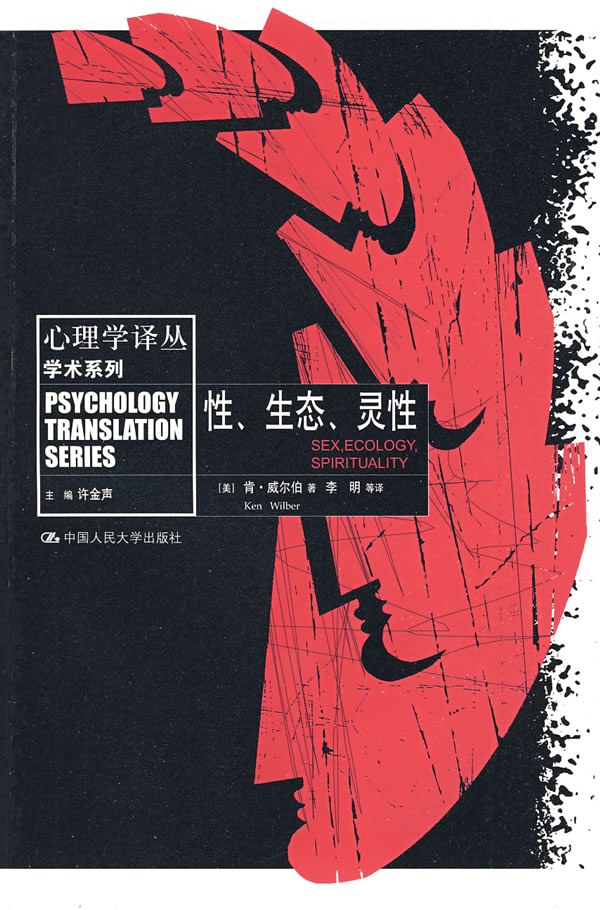 心理学译丛
学术系列
PSYCHOLOGY
TRANSLATION
SERIES
主 编 许金声
中国人民大学出版社
性、生态、灵性
SEX,ECOLOGY,
SPIRITUALITY
[美] 肯·威尔伯 著 李 明 等译
Ken Wilber